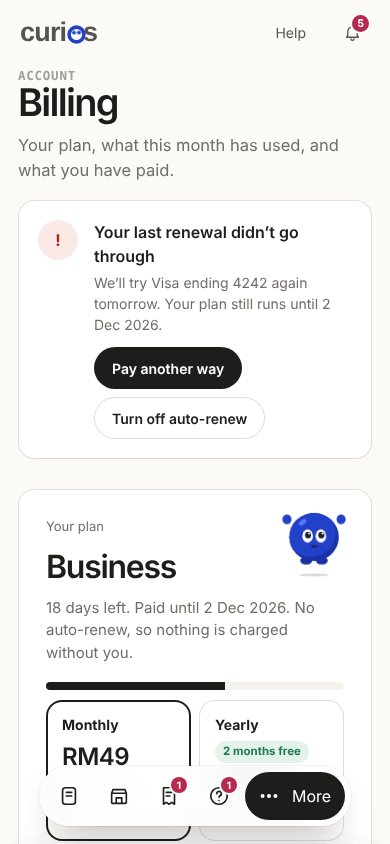 curios
Help
5
ACCOUNT
Billing
Your plan, what this month has used, and
what you have paid.
!
Your last renewal didn’t go
through
We’ll try Visa ending 4242 again
tomorrow. Your plan still runs until 2
Dec 2026.
Pay another way
Turn off auto-renew
Your plan
Business
18 days left. Paid until 2 Dec 2026. No
auto-renew, so nothing is charged
without you.
Monthly
RM49
Yearly
2 months free
1
1
More